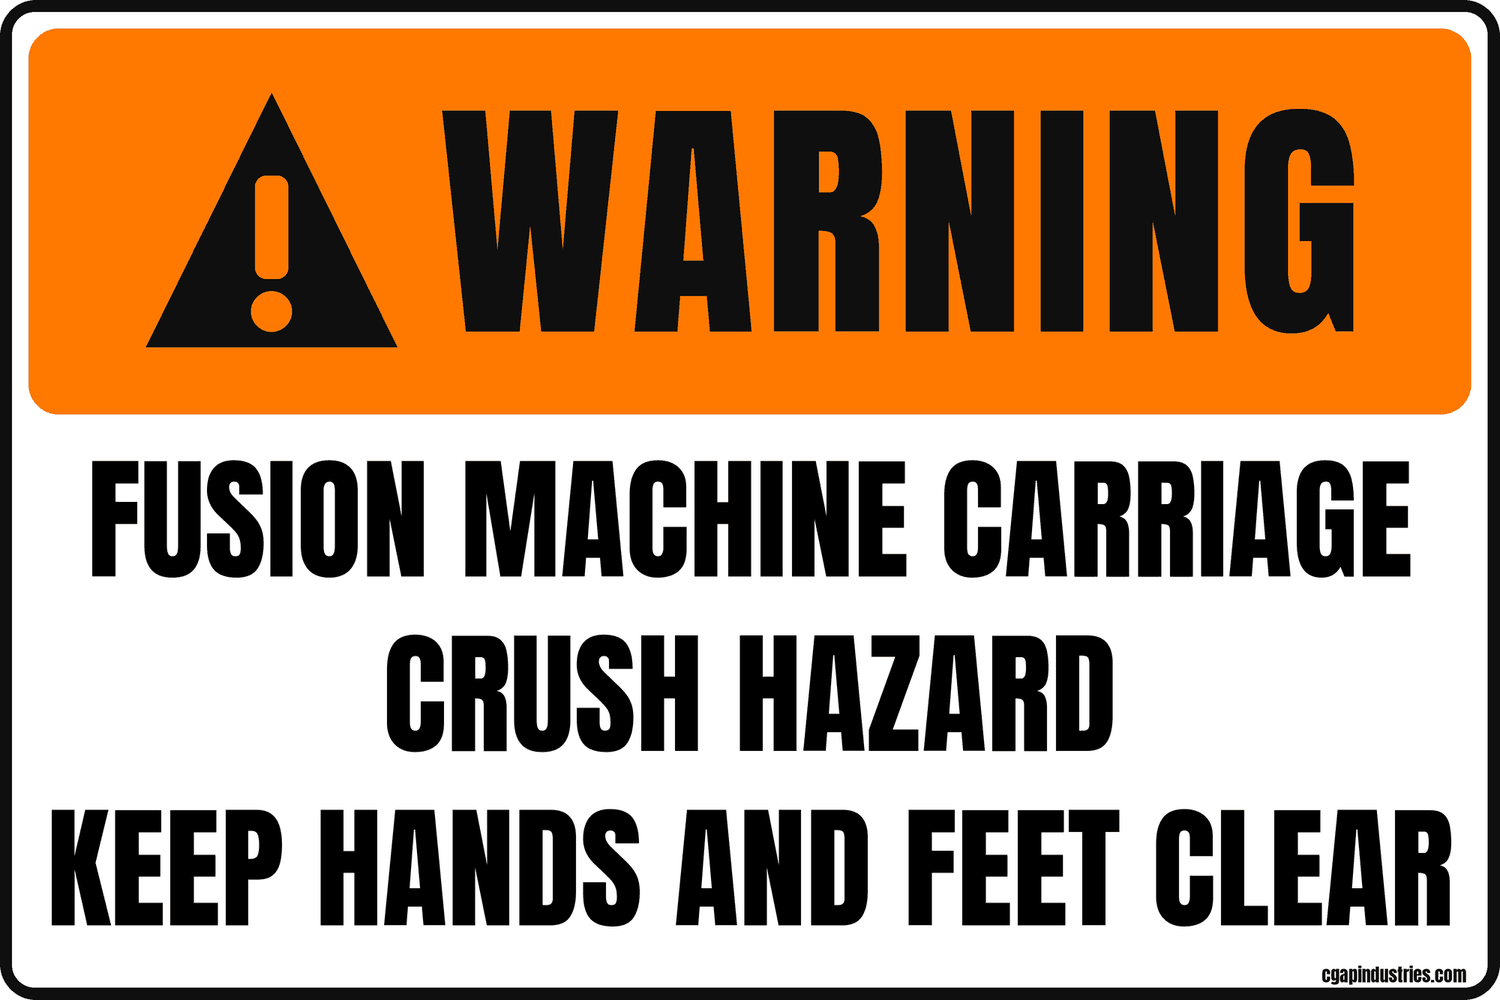 WARNING
FUSION MACHINE CARRIAGE
CRUSH HAZARD
KEEP HANDS AND FEET CLEAR
cgapindustries.com